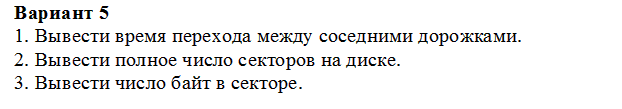 Вариант 5
1. Вывести время перехода между соседними дорожками.
2. Вывести полное число секторов на диске.
3. Вывести число байт в секторе.